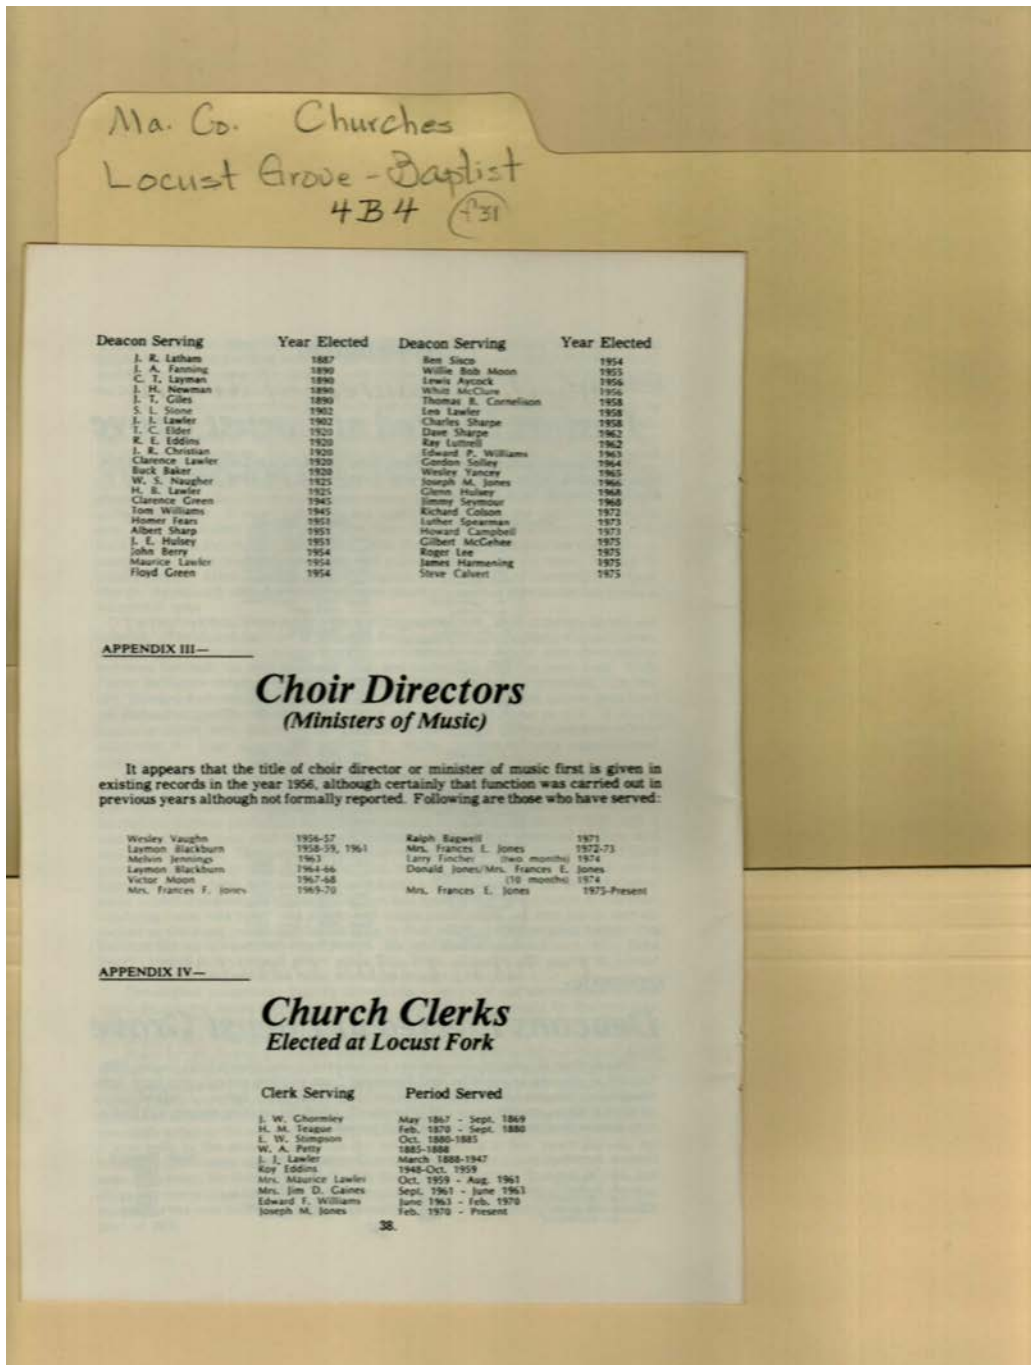 Ma. Co. Churches
Locust Grove - Baptist
4B4 f31
Deacon Serving Year Elected Deacon Serving Year Elected
J. R. Latham 1887 Ben Sisco 1954
J. A. Fanning 1890 Willie Bob Moon 1955
C. T. Layman 1890 Lewis Aycock 1956
J. H. Newman 1890 Whitt McClure 1956
J. T. Giles 1890 Thomas R. Cornelison 1958
S. L. Stone 1902 Leo Lawler 1958
J. J. Lawler 1902 Charles Sharpe 1958
T. C. Elder 1920 Dave Sharpe 1962
R. E. Eddins 1920 Ray Luttrell 1962
J. R. Christian 1920 Edward P. Williams 1963
Clarence Lawler 1920 Gordon Solley 1964
Buck Baker 1920 Wesley Yancey 1965
W. S. Naugher 1925 Joseph M. Jones 1966
H. B. Lawler 1925 Glenn Hulsey 1968
Clarence Green 1945 Jimmy Seymour 1968
Tom Williams 1945 Richard Colson 1972
Homer Fears 1951 Luther Spearman 1973
Albert Sharp 1951 Howard Campbell 1973
J. E. Hulsey 1951 Gilbert McGehee 1975
John Berry 1954 Roger Lee 1975
Maurice Lawler 1954 James Harmening 1975
Floyd Green 1954 Steve Calvert 1975
APPENDIX III—
Choir Directors
(Ministers of Music)
It appears that the title of choir director or minister of music first is given in
existing records in the year 1956, although certainly that function was carried out in
previous years although not formally reported. Following are those who have served:
Wesley Vaughn 1956-57 Ralph Bagwell 1971
Laymon Blackburn 1958-59, 1961 Mrs. Frances E. Jones 1972-73
Melvin Jennings 1963 Larry Fincher (two months) 1974
Laymon Blackburn 1964-66 Donald Jones/Mrs. Frances E. Jones
Victor Moon 1967-68 (10 months) 1974
Mrs. Frances F. Jones 1969-70 Mrs. Frances E. Jones 1975-Present
APPENDIX IV—
Church Clerks
Elected at Locust Fork
Clerk Serving Period Served
J. W. Ghormley May 1867 - Sept. 1869
H. M. Teague Feb. 1870 - Sept. 1880
L. W. Stimpson Oct. 1880-1885
W. A. Petty 1885-1888
J. J. Lawler March 1888-1947
Roy Eddins 1948-Oct. 1959
Mrs. Maurice Lawler Oct. 1959 - Aug. 1961
Mrs. Jim D. Gaines Sept. 1961 - June 1963
Edward F. Williams June 1963 - Feb. 1970
Joseph M. Jones Feb. 1970 - Present
38.